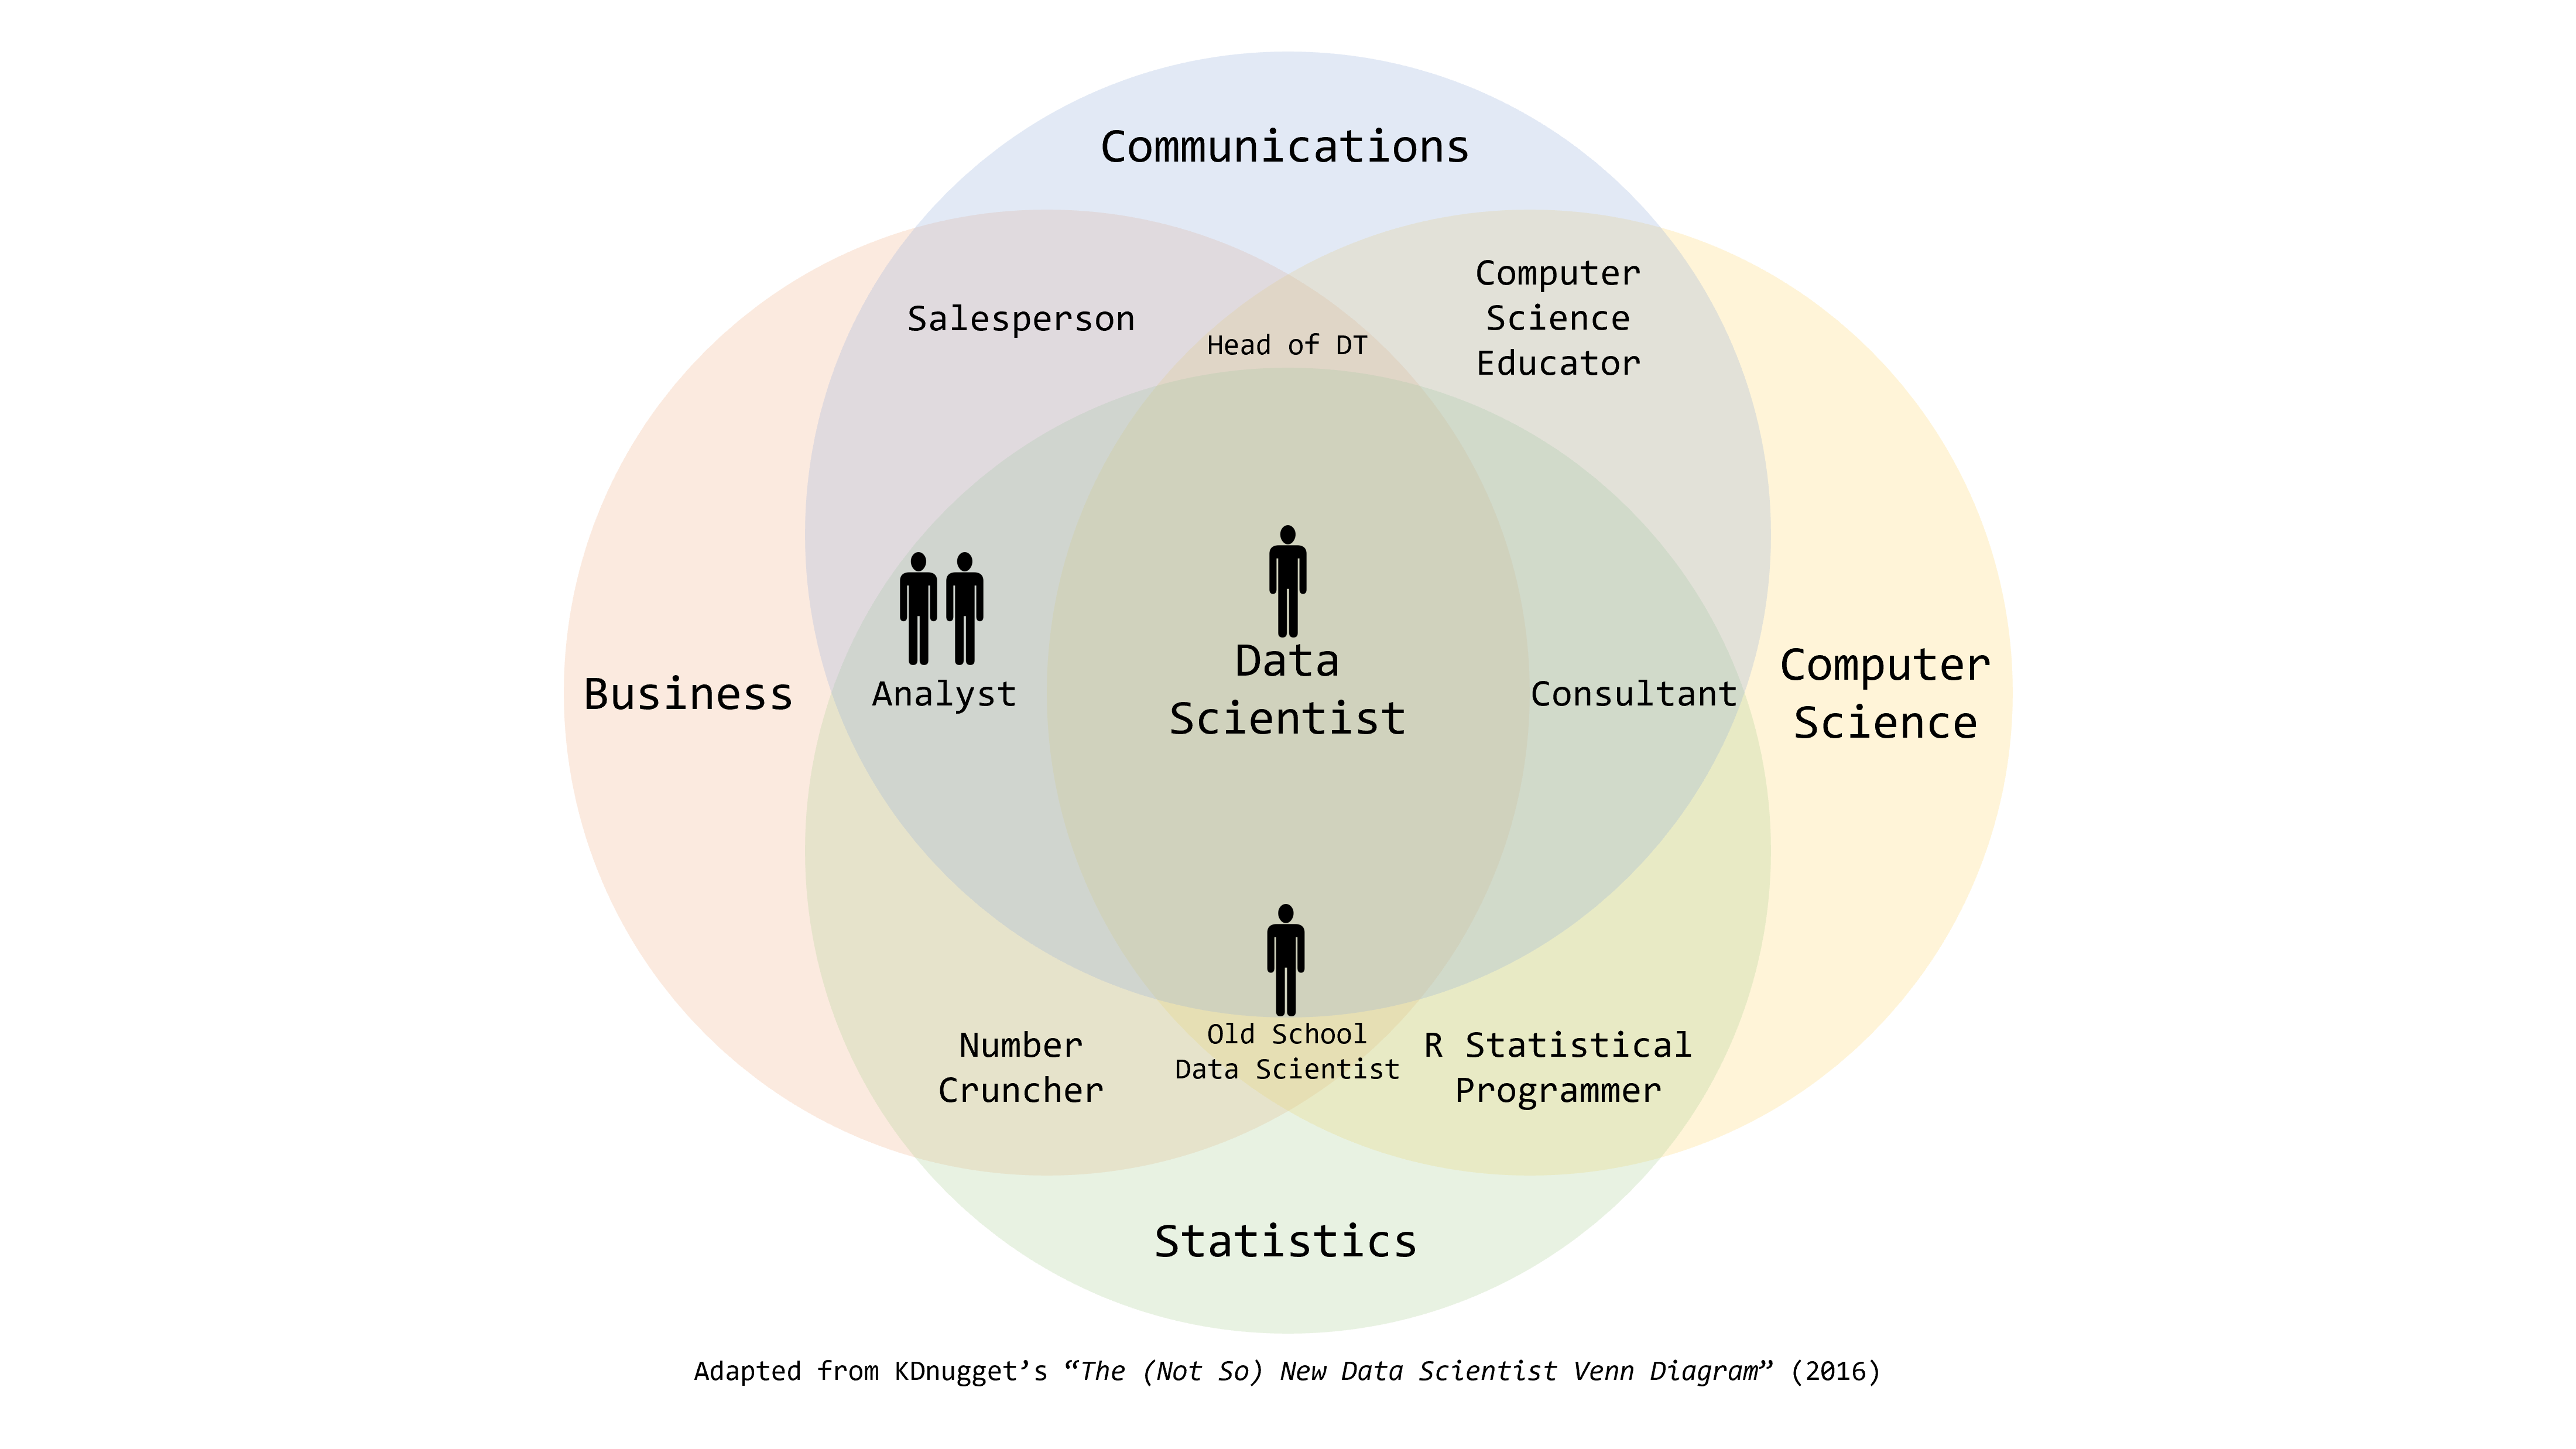 Communications
Salesperson
Head of DT
Computer
Science
Educator
Business
Analyst
Data
Scientist
Consultant
Computer
Science
Number
Cruncher
Old School
Data Scientist
R Statistical
Programmer
Statistics
Adapted from KDnugget’s “The (Not So) New Data Scientist Venn Diagram” (2016)